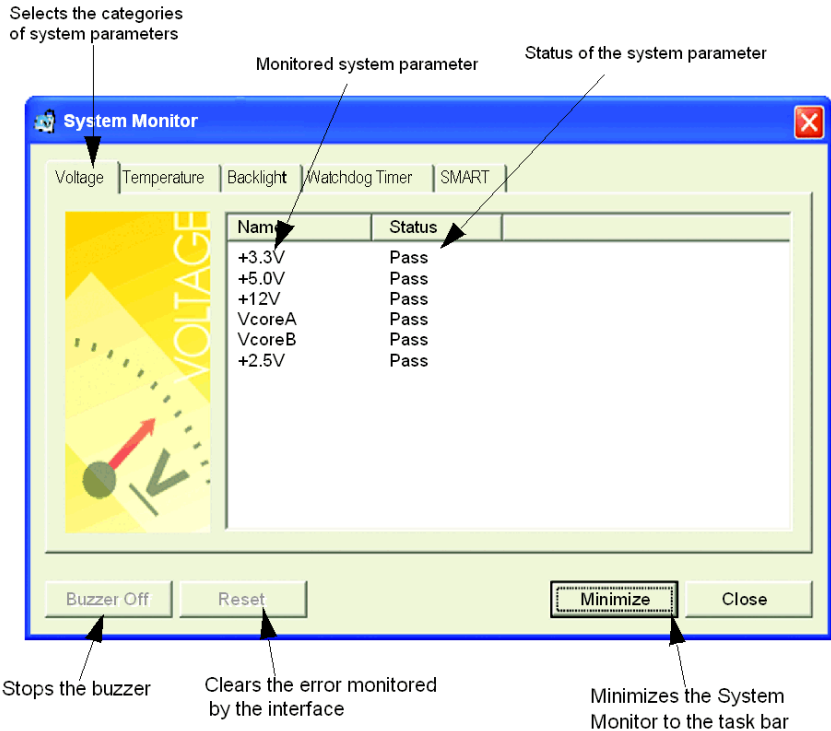 Selects the categories
of system parameters
Monitored system parameter
Status of the system parameter
System Monitor
Voltage
Temperature
Backlight
Watchdog Timer
SMART
VOLTAGE
V
Name
Status
+3.3V
Pass
+5.0V
Pass
+12V
Pass
VcoreA
Pass
VcoreB
Pass
+2.5V
Pass
Buzzer Off
Reset
Minimize
Close
Stops the buzzer
Clears the error monitored
by the interface
Minimizes the System
Monitor to the task bar